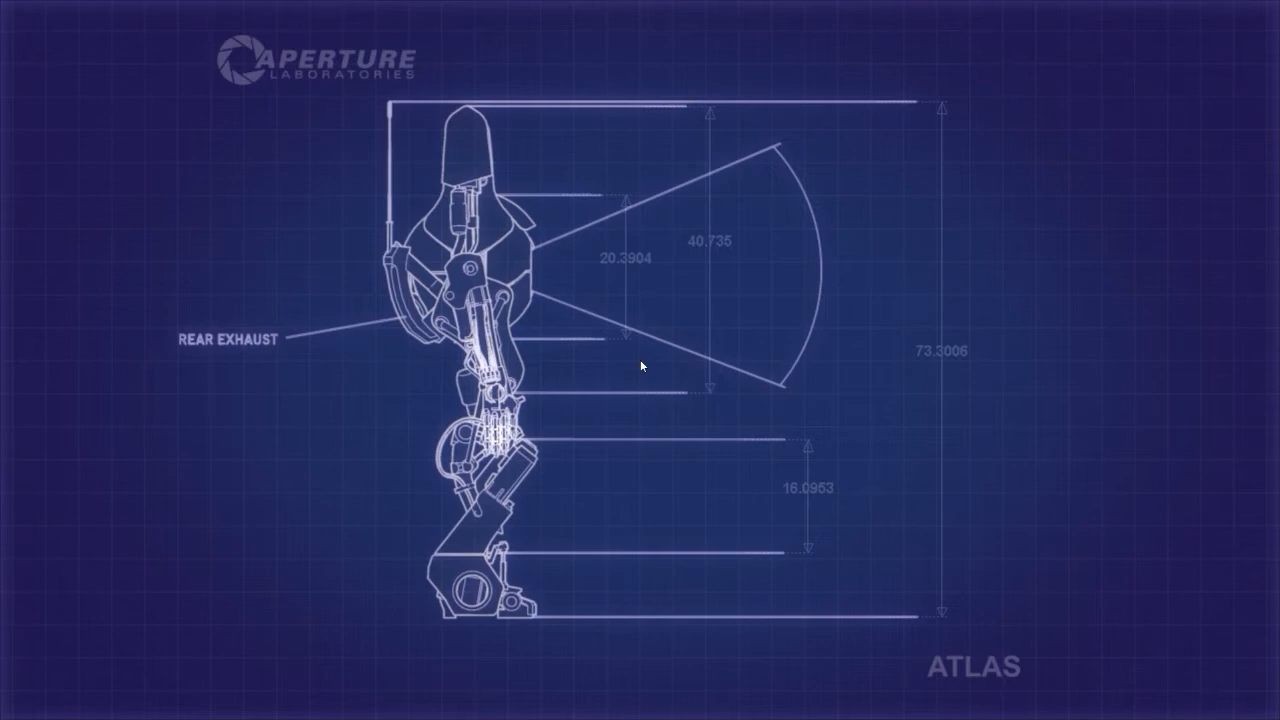 APERTURE
LABORATORIES
40.735
20.3904
REAR EXHAUST
73.3006
16.0953
ATLAS